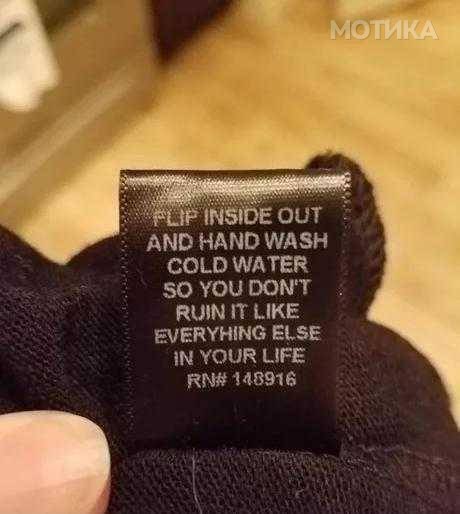 МОТИКА
FLIP INSIDE OUT
AND HAND WASH
COLD WATER
SO YOU DON'T
RUIN IT LIKE
EVERYHING ELSE
IN YOUR LIFE
RN# 148916